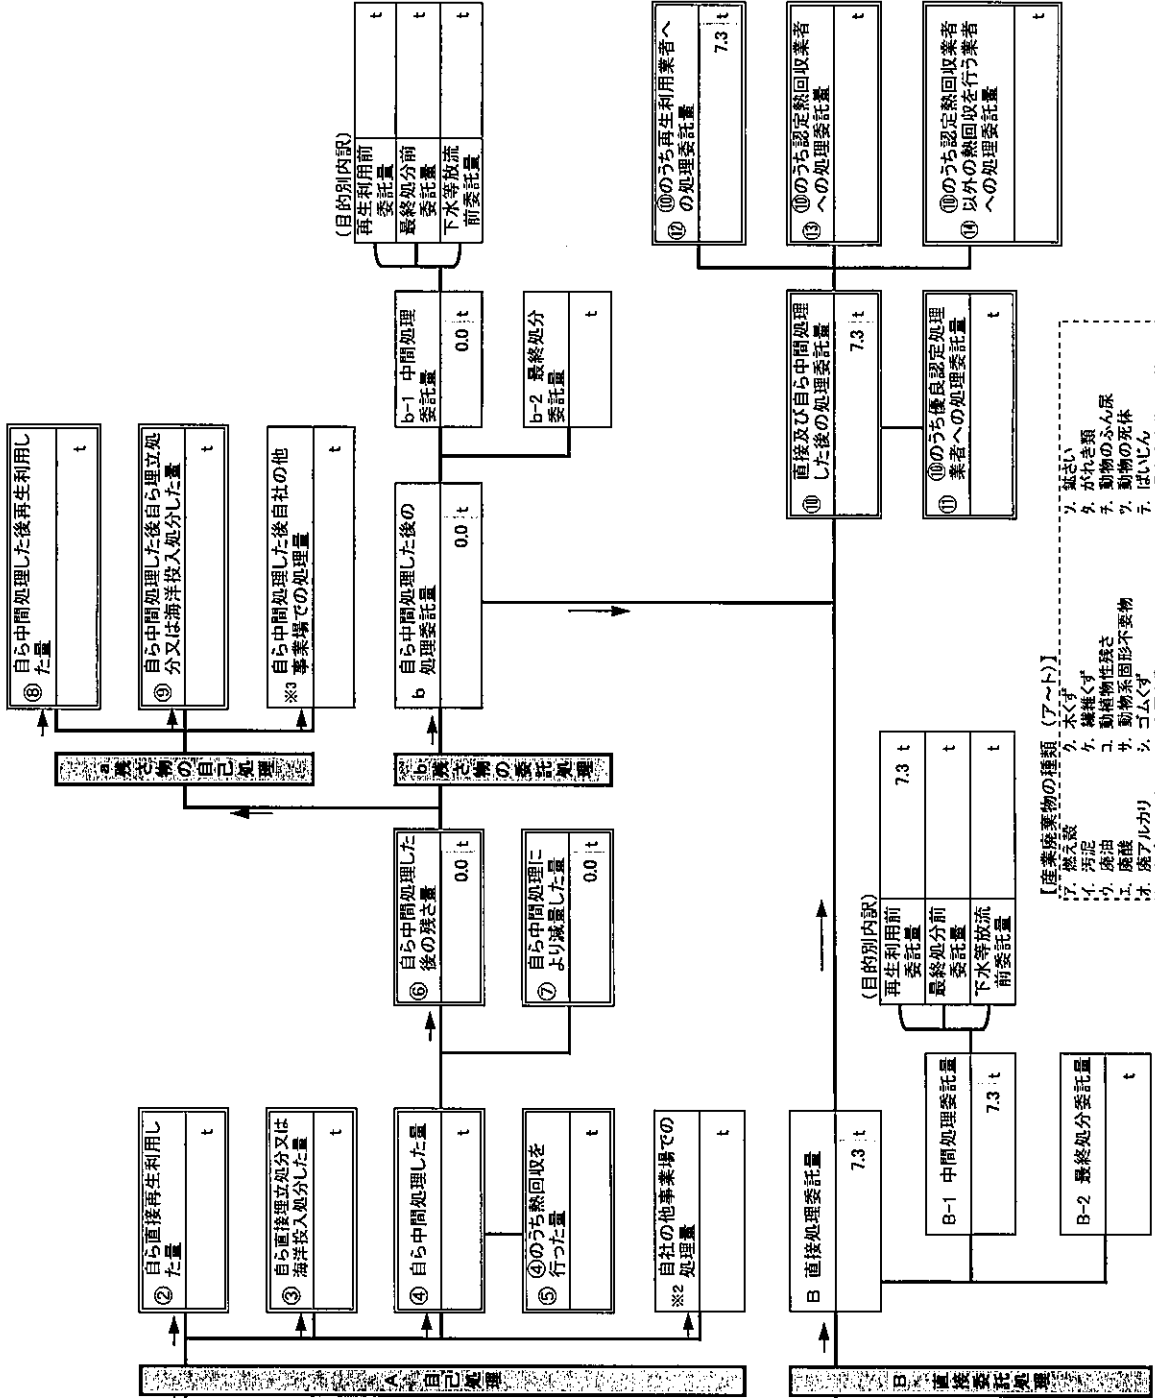 A 自己処理
② 自ら直接再生利用し
た量
t
③ 自ら直接埋立処分又は
海洋投入処分した量
t
④ 自ら中間処理した量
t
⑤ ④のうち熱回収を
行った量
t
※2 自社の他事業場での
処理量
t
⑥ 自ら中間処理した
後の残さ量
0.0 t
⑦ 自ら中間処理に
より減量した量
0.0 t
a 残さ物の自己処理
⑧ 自ら中間処理した後再生利用し
た量
t
⑨ 自ら中間処理した後自ら埋立処
分又は海洋投入処分した量
t
※3 自ら中間処理した後自社の他
事業場での処理量
t
b 残さ物の委託処理
b 自ら中間処理した後の
処理委託量
0.0 t
b-1 中間処理
委託量
0.0 t
b-2 最終処分
委託量
t
(目的別内訳)
再生利用前
委託量
t
最終処分前
委託量
t
下水等放流
前委託量
t
B 直接委託処理
B 直接処理委託量
7.3 t
B-1 中間処理委託量
7.3 t
B-2 最終処分委託量
t
(目的別内訳)
再生利用前
委託量
7.3 t
最終処分前
委託量
t
下水等放流
前委託量
t
⑩ 直接及び自ら中間処理
した後の処理委託量
7.3 t
⑪ ⑩のうち優良認定処理
業者への処理委託量
t
⑫ ⑩のうち再生利用業者へ
の処理委託量
7.3 t
⑬ ⑩のうち認定熱回収業者
への処理委託量
t
⑭ ⑩のうち認定熱回収業者
以外の熱回収を行う業者
への処理委託量
t
【産業廃棄物の種類 (ア~ト)】
ア. 燃え殻 ク. 木くず ソ. 鉱さい
イ. 汚泥 ケ. 繊維くず タ. がれき類
ウ. 廃油 コ. 動植物性残さ チ. 動物のふん尿
エ. 廃酸 サ. 動物系固形不要物 ツ. 動物の死体
オ. 廃アルカリ シ. ゴムくず テ. ばいじん